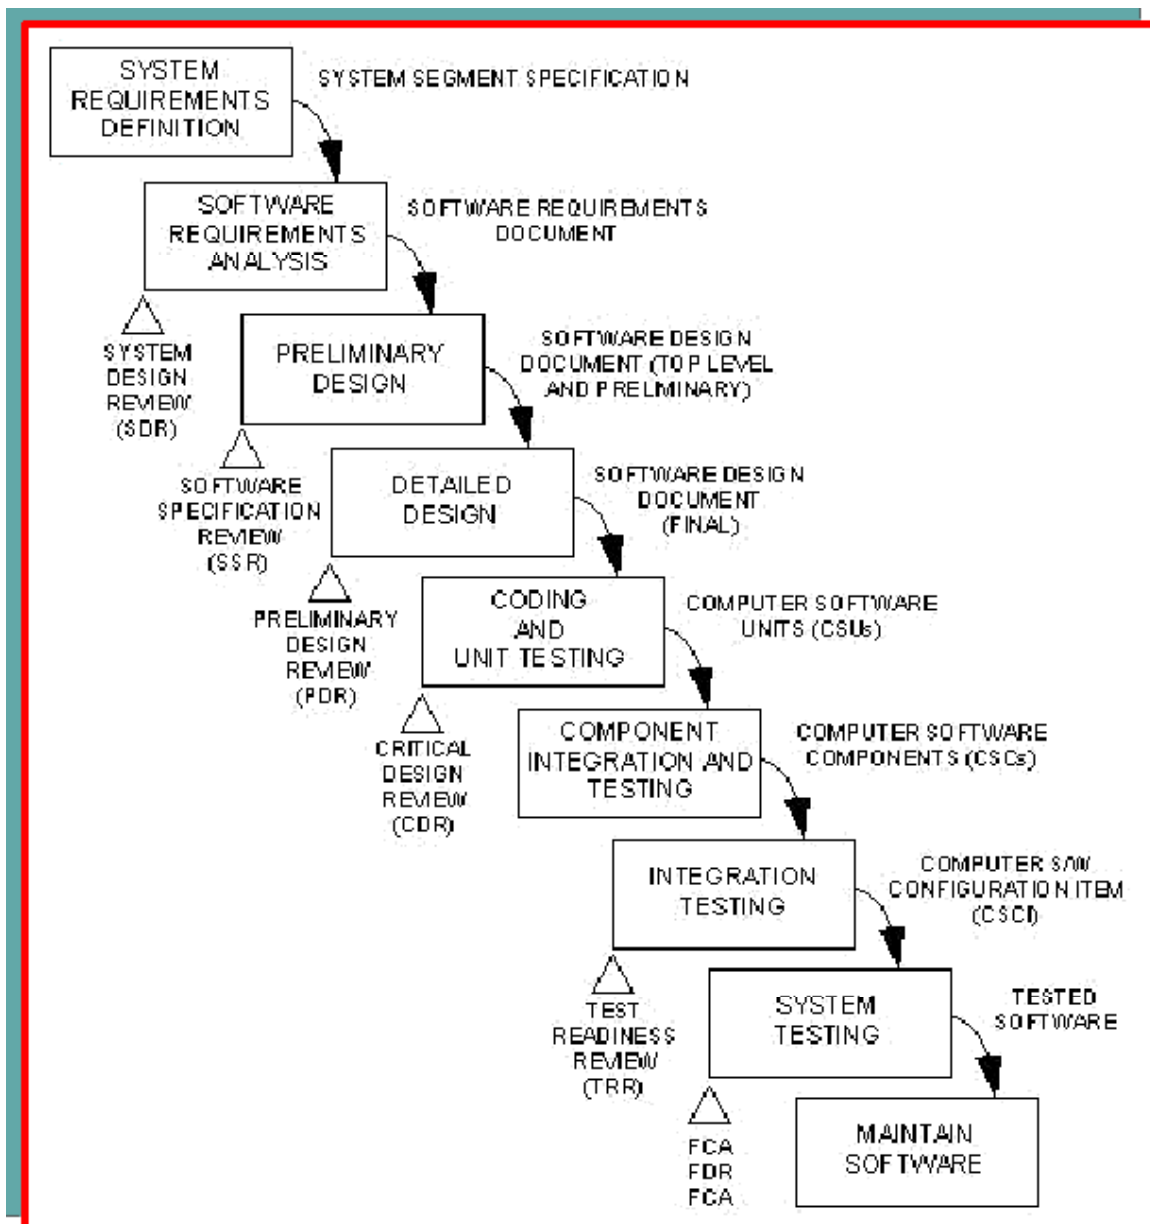 SYSTEM
REQUIREMENTS
DEFINITION
SYSTEM SEGMENT SPECIFICATION
SOFTWARE
REQUIREMENTS
ANALYSIS
SOFTWARE REQUIREMENTS
DOCUMENT
SYSTEM
DESIGN
REVIEW
(SDR)
PRELIMINARY
DESIGN
SOFTWARE DESIGN
DOCUMENT (TOP LEVEL
AND PRELMINARY)
SOFTWARE
SPECIFICATION
REVIEW
(SSR)
DETAILED
DESIGN
SOFTWARE DESIGN
DOCUMENT
(FINAL)
PRELIMINARY
DESIGN
REVIEW
(PDR)
CODING
AND
UNIT TESTING
COMPUTER SOFTWARE
UNITS (CSUs)
CRITICAL
DESIGN
REVIEW
(CDR)
COMPONENT
INTEGRATION AND
TESTING
COMPUTER SOFTWARE
COMPONENTS (CSCs)
INTEGRATION
TESTING
COMPUTER S/W
CONFIGURATION ITEM
(CSCI)
TEST
READINESS
REVIEW
(TRR)
SYSTEM
TESTING
TESTED
SOFTWARE
FCA
FDR
FCA
MAINTAIN
SOFTWARE